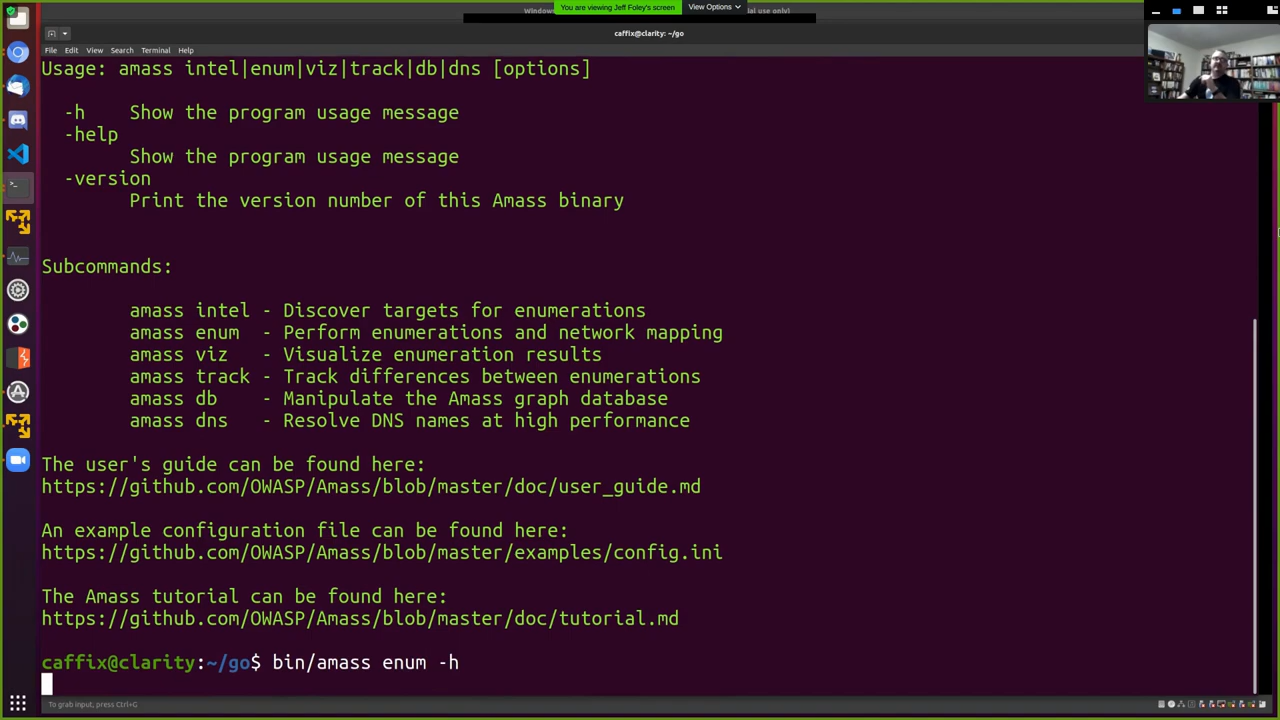 Windows
You are viewing Jeff Foley's screen
View Options
ial use only)
caffix@clarity: ~/go
File Edit View Search Terminal Help
Usage: amass intel|enum|viz|track|db|dns [options]
-h Show the program usage message
-help
Show the program usage message
-version
Print the version number of this Amass binary
Subcommands:
amass intel - Discover targets for enumerations
amass enum - Perform enumerations and network mapping
amass viz - Visualize enumeration results
amass track - Track differences between enumerations
amass db - Manipulate the Amass graph database
amass dns - Resolve DNS names at high performance
The user's guide can be found here:
https://github.com/OWASP/Amass/blob/master/doc/user_guide.md
An example configuration file can be found here:
https://github.com/OWASP/Amass/blob/master/examples/config.ini
The Amass tutorial can be found here:
https://github.com/OWASP/Amass/blob/master/doc/tutorial.md
caffix@clarity:~/go$ bin/amass enum -h
To grab input, press Ctrl+G